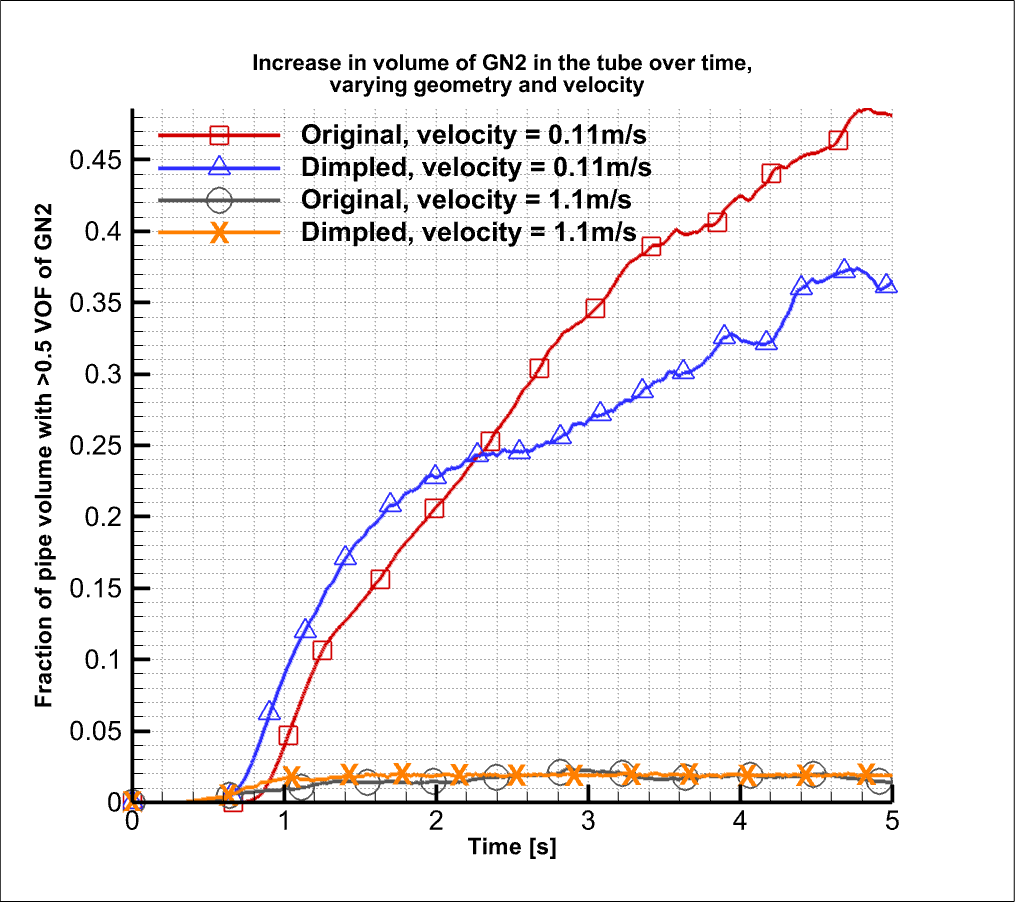 Increase in volume of GN2 in the tube over time,
varying geometry and velocity
Original, velocity = 0.11m/s
Dimpled, velocity = 0.11m/s
Original, velocity = 1.1m/s
Dimpled, velocity = 1.1m/s
Fraction of pipe volume with >0.5 VOF of GN2
0.45
0.4
0.35
0.3
0.25
0.2
0.15
0.1
0.05
0
0 1 2 3 4 5
Time [s]